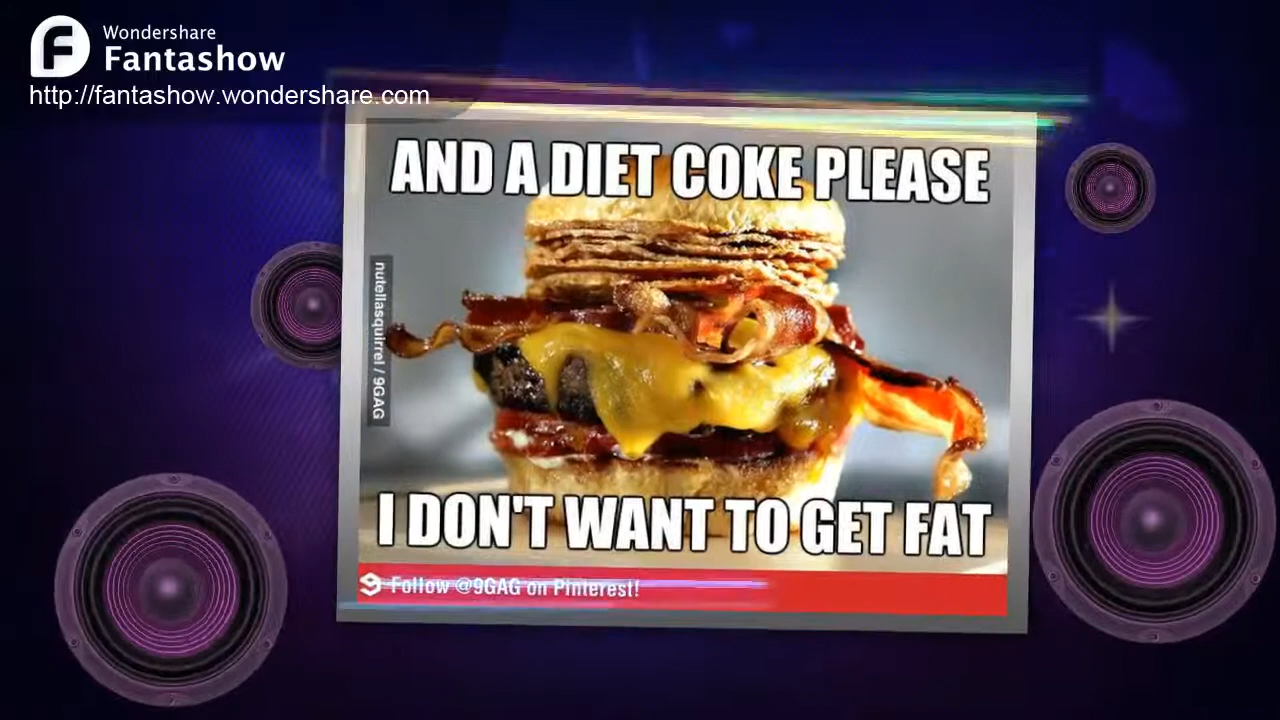 Wondershare
Fantashow
http://fantashow.wondershare.com
AND A DIET COKE PLEASE
nutellasquirrel / 9GAG
I DON'T WANT TO GET FAT
Follow @9GAG on Pinterest!